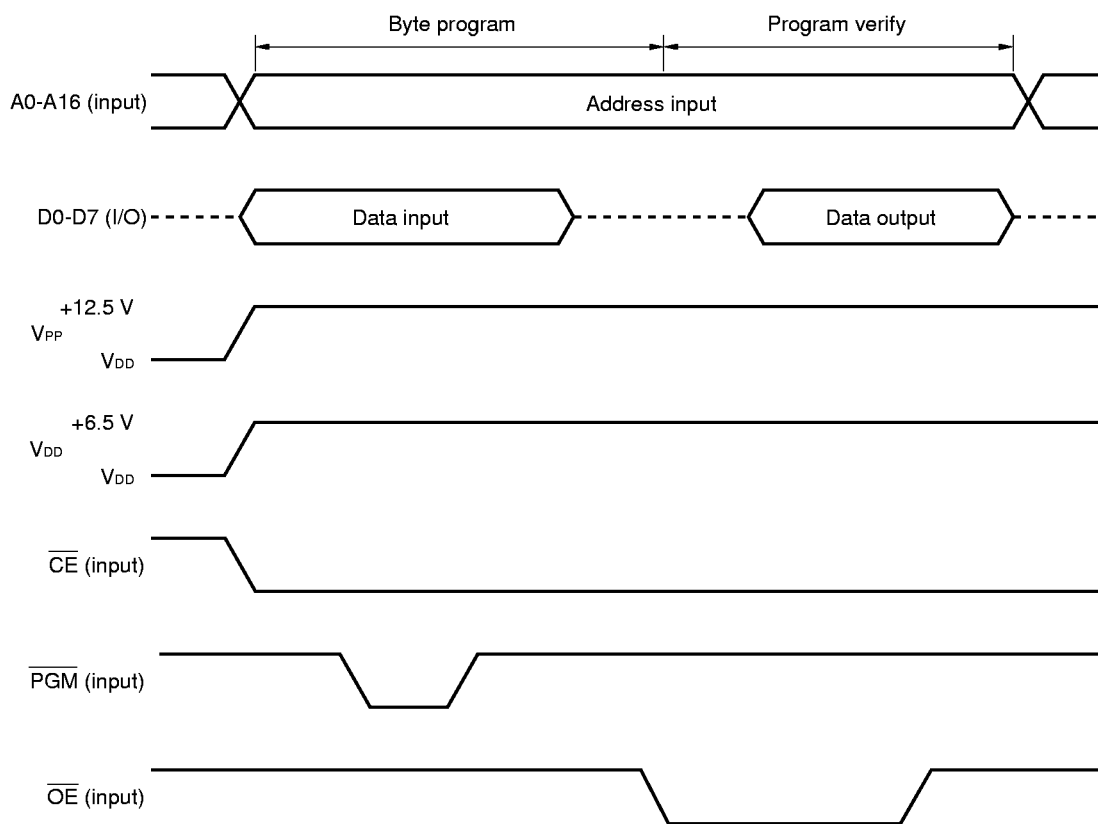 Byte program Program verify
A0-A16 (input) Address input
D0-D7 (I/O) Data input Data output
+12.5 V
VPP
VDD
+6.5 V
VDD
VDD
CE (input)
PGM (input)
OE (input)